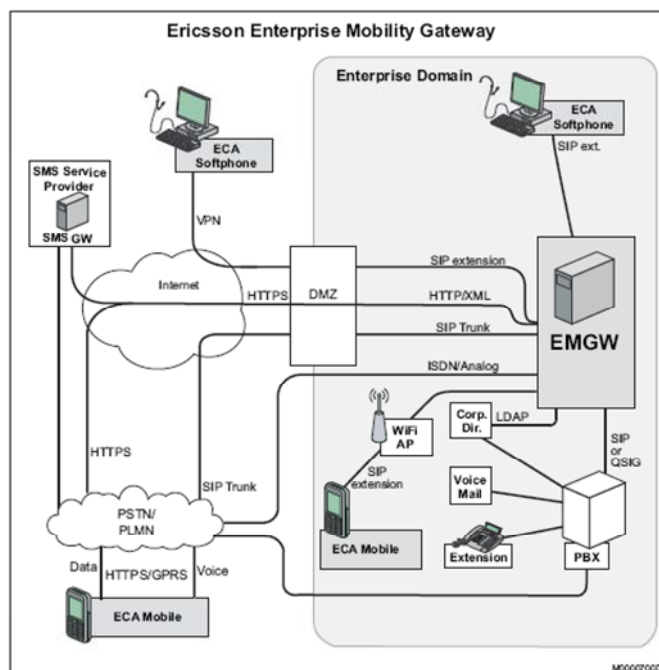 Ericsson Enterprise Mobility Gateway
Enterprise Domain
ECA
Softphone
SIP ext.
ECA
Softphone
SMS Service
Provider
SMS GW
VPN
Internet
HTTPS
DMZ
SIP extension
HTTP/XML
SIP Trunk
EMGW
ISDN/Analog
WiFi
AP
Corp.
Dir.
LDAP
SIP
or
QSIG
HTTPS
SIP Trunk
SIP
extension
Voice
Mail
PSTN/
PLMN
ECA Mobile
Extension
PBX
Data
HTTPS/GPRS
Voice
ECA Mobile